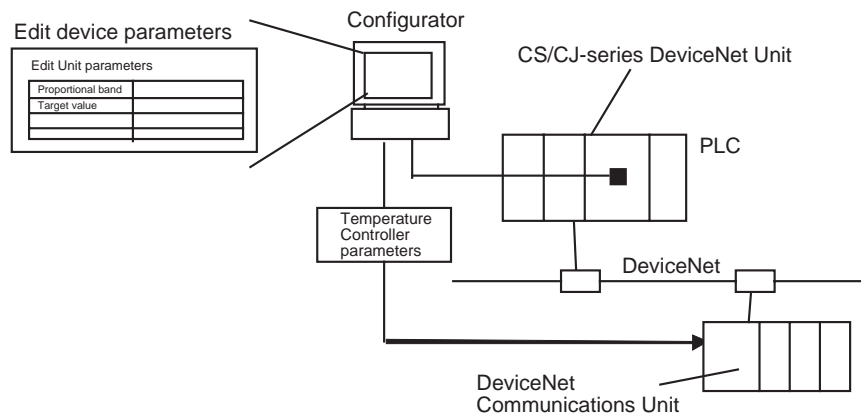 Edit device parameters
Edit Unit parameters
Proportional band
Target value
Configurator
CS/CJ-series DeviceNet Unit
PLC
Temperature
Controller
parameters
DeviceNet
DeviceNet
Communications Unit